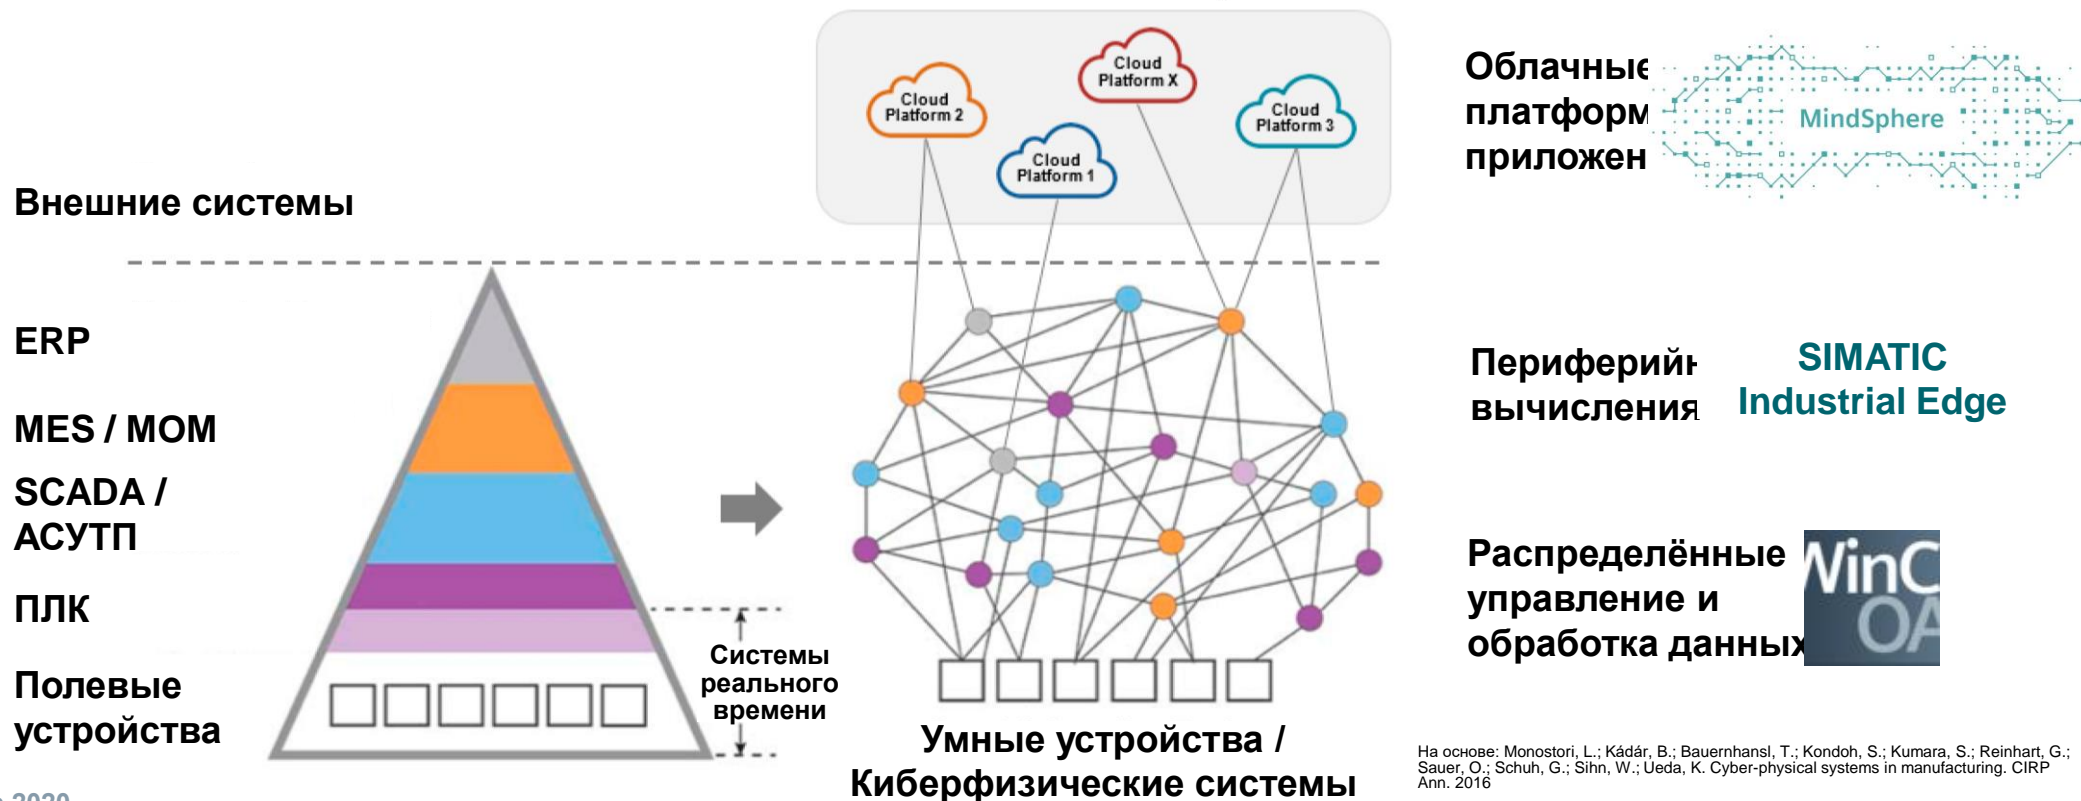 Внешние системы
ERP
MES / MOM
SCADA /
АСУТП
ПЛК
Полевые
устройства
Системы
реального
времени
Cloud
Platform 2
Cloud
Platform X
Cloud
Platform 1
Cloud
Platform 3
Умные устройства /
Киберфизические системы
Облачные
платформ
приложен
MindSphere
Периферийн
вычисления
SIMATIC
Industrial Edge
Распределённые
управление и
обработка данных
WinC
OA
На основе: Monostori, L.; Kádár, B.; Bauernhansl, T.; Kondoh, S.; Kumara, S.; Reinhart, G.;
Sauer, O.; Schuh, G.; Sihn, W.; Ueda, K. Cyber-physical systems in manufacturing. CIRP
Ann. 2016
2020